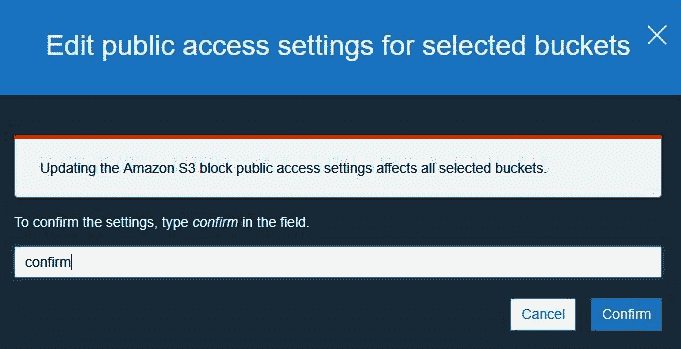 Edit public access settings for selected buckets
Updating the Amazon S3 block public access settings affects all selected buckets.
To confirm the settings, type confirm in the field.
confirm
Cancel Confirm